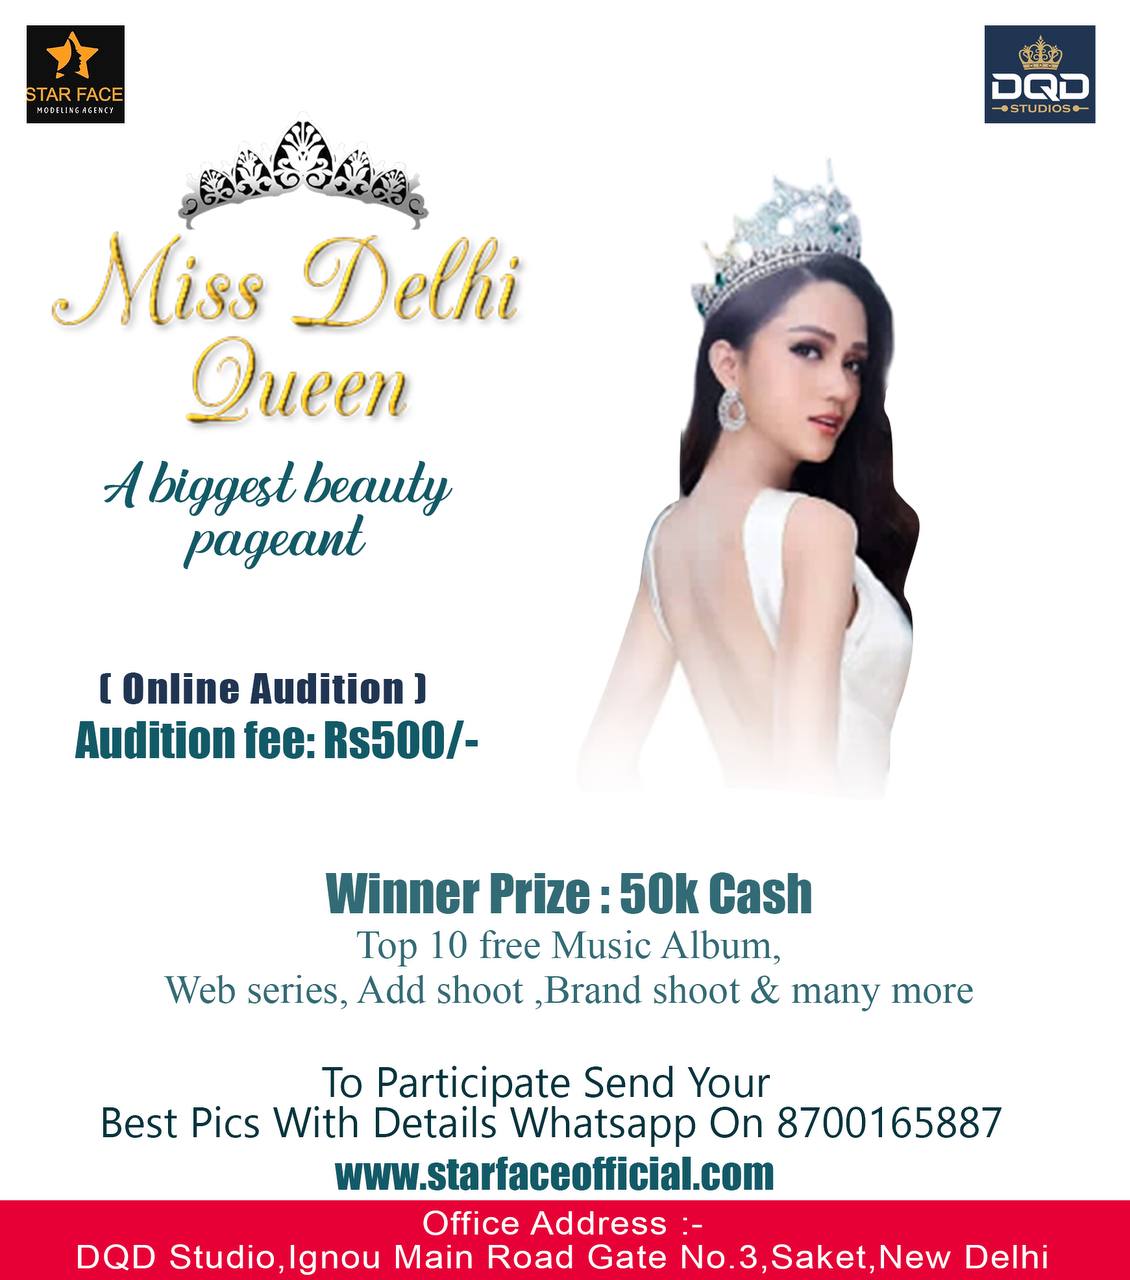 STAR FACE
MODELING AGENCY
DQD
STUDIOS
Miss Delhi
Queen
A biggest beauty
pageant
( Online Audition )
Audition fee: Rs500/-
Winner Prize : 50k Cash
Top 10 free Music Album,
Web series, Add shoot ,Brand shoot & many more
To Participate Send Your
Best Pics With Details Whatsapp On 8700165887
www.starfaceofficial.com
Office Address :-
DQD Studio,Ignou Main Road Gate No.3,Saket,New Delhi